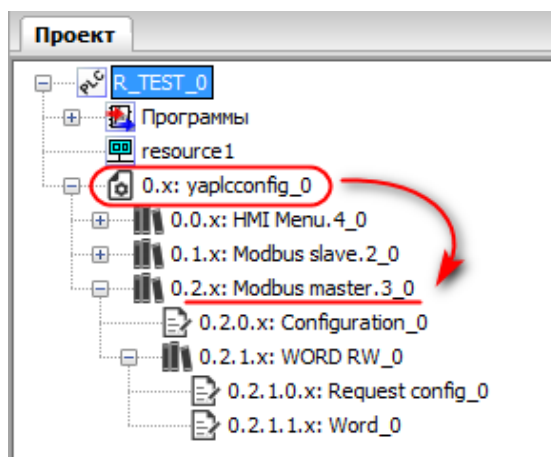 Проект
R_TEST_0
Программы
resource1
0.x: yaplcconfig_0
0.0.x: HMI Menu.4_0
0.1.x: Modbus slave.2_0
0.2.x: Modbus master.3_0
0.2.0.x: Configuration_0
0.2.1.x: WORD RW_0
0.2.1.0.x: Request config_0
0.2.1.1.x: Word_0